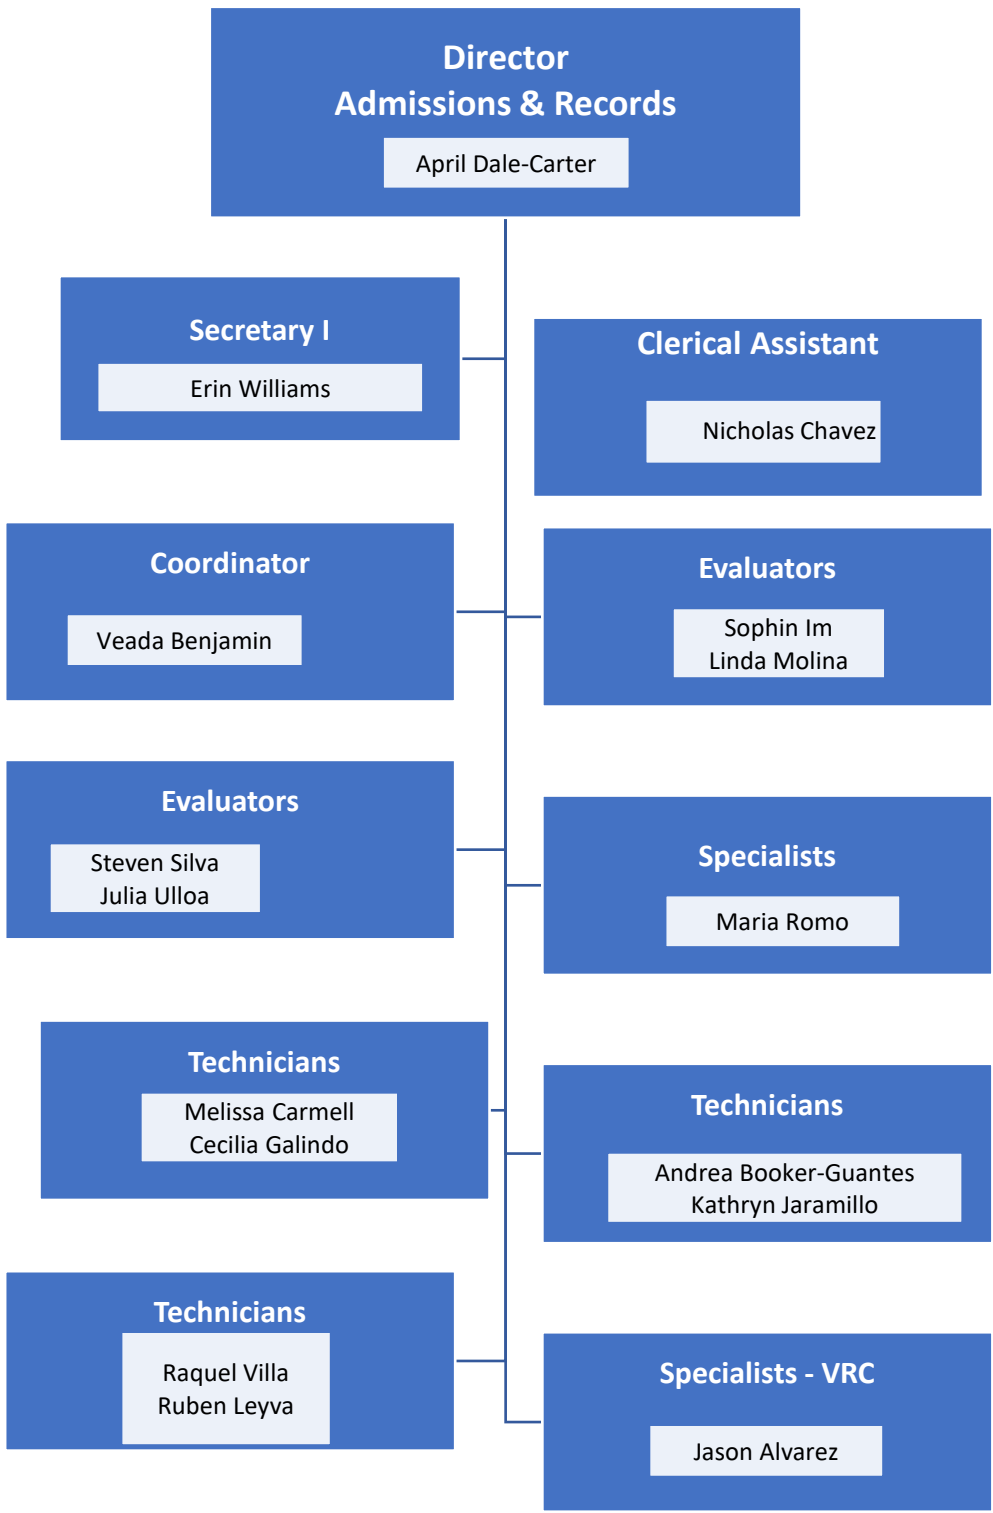 Director
Admissions & Records
April Dale-Carter
Secretary I
Erin Williams
Clerical Assistant
Nicholas Chavez
Coordinator
Veada Benjamin
Evaluators
Sophin Im
Linda Molina
Evaluators
Steven Silva
Julia Ulloa
Specialists
Maria Romo
Technicians
Melissa Carmell
Cecilia Galindo
Technicians
Andrea Booker-Guantes
Kathryn Jaramillo
Technicians
Raquel Villa
Ruben Leyva
Specialists - VRC
Jason Alvarez